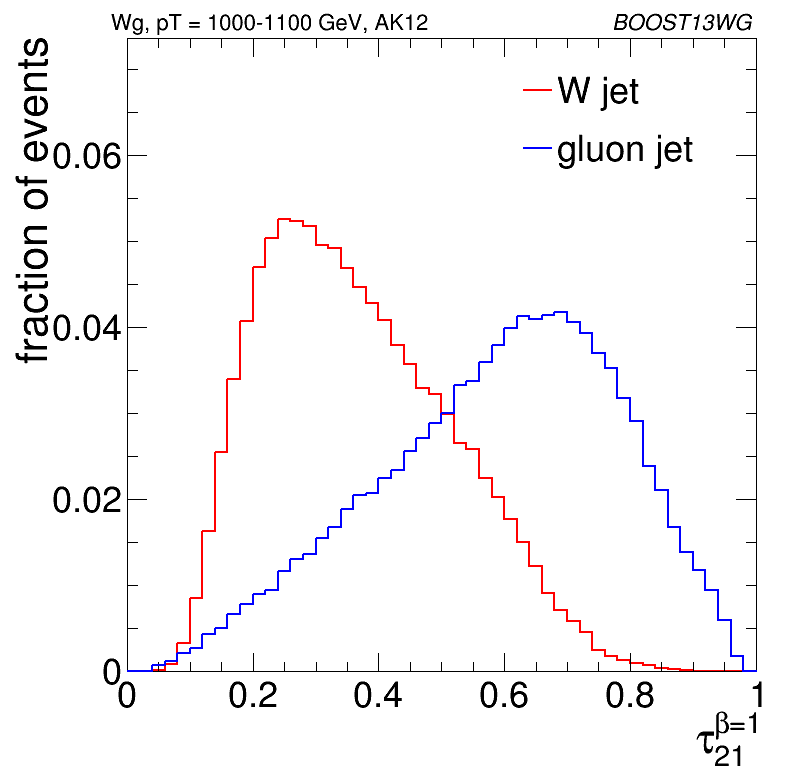 Wg, pT = 1000-1100 GeV, AK12
BOOST13WG
fraction of events
W jet
gluon jet
0.06
0.04
0.02
0
0 0.2 0.4 0.6 0.8 1
τ₂₁^β=1